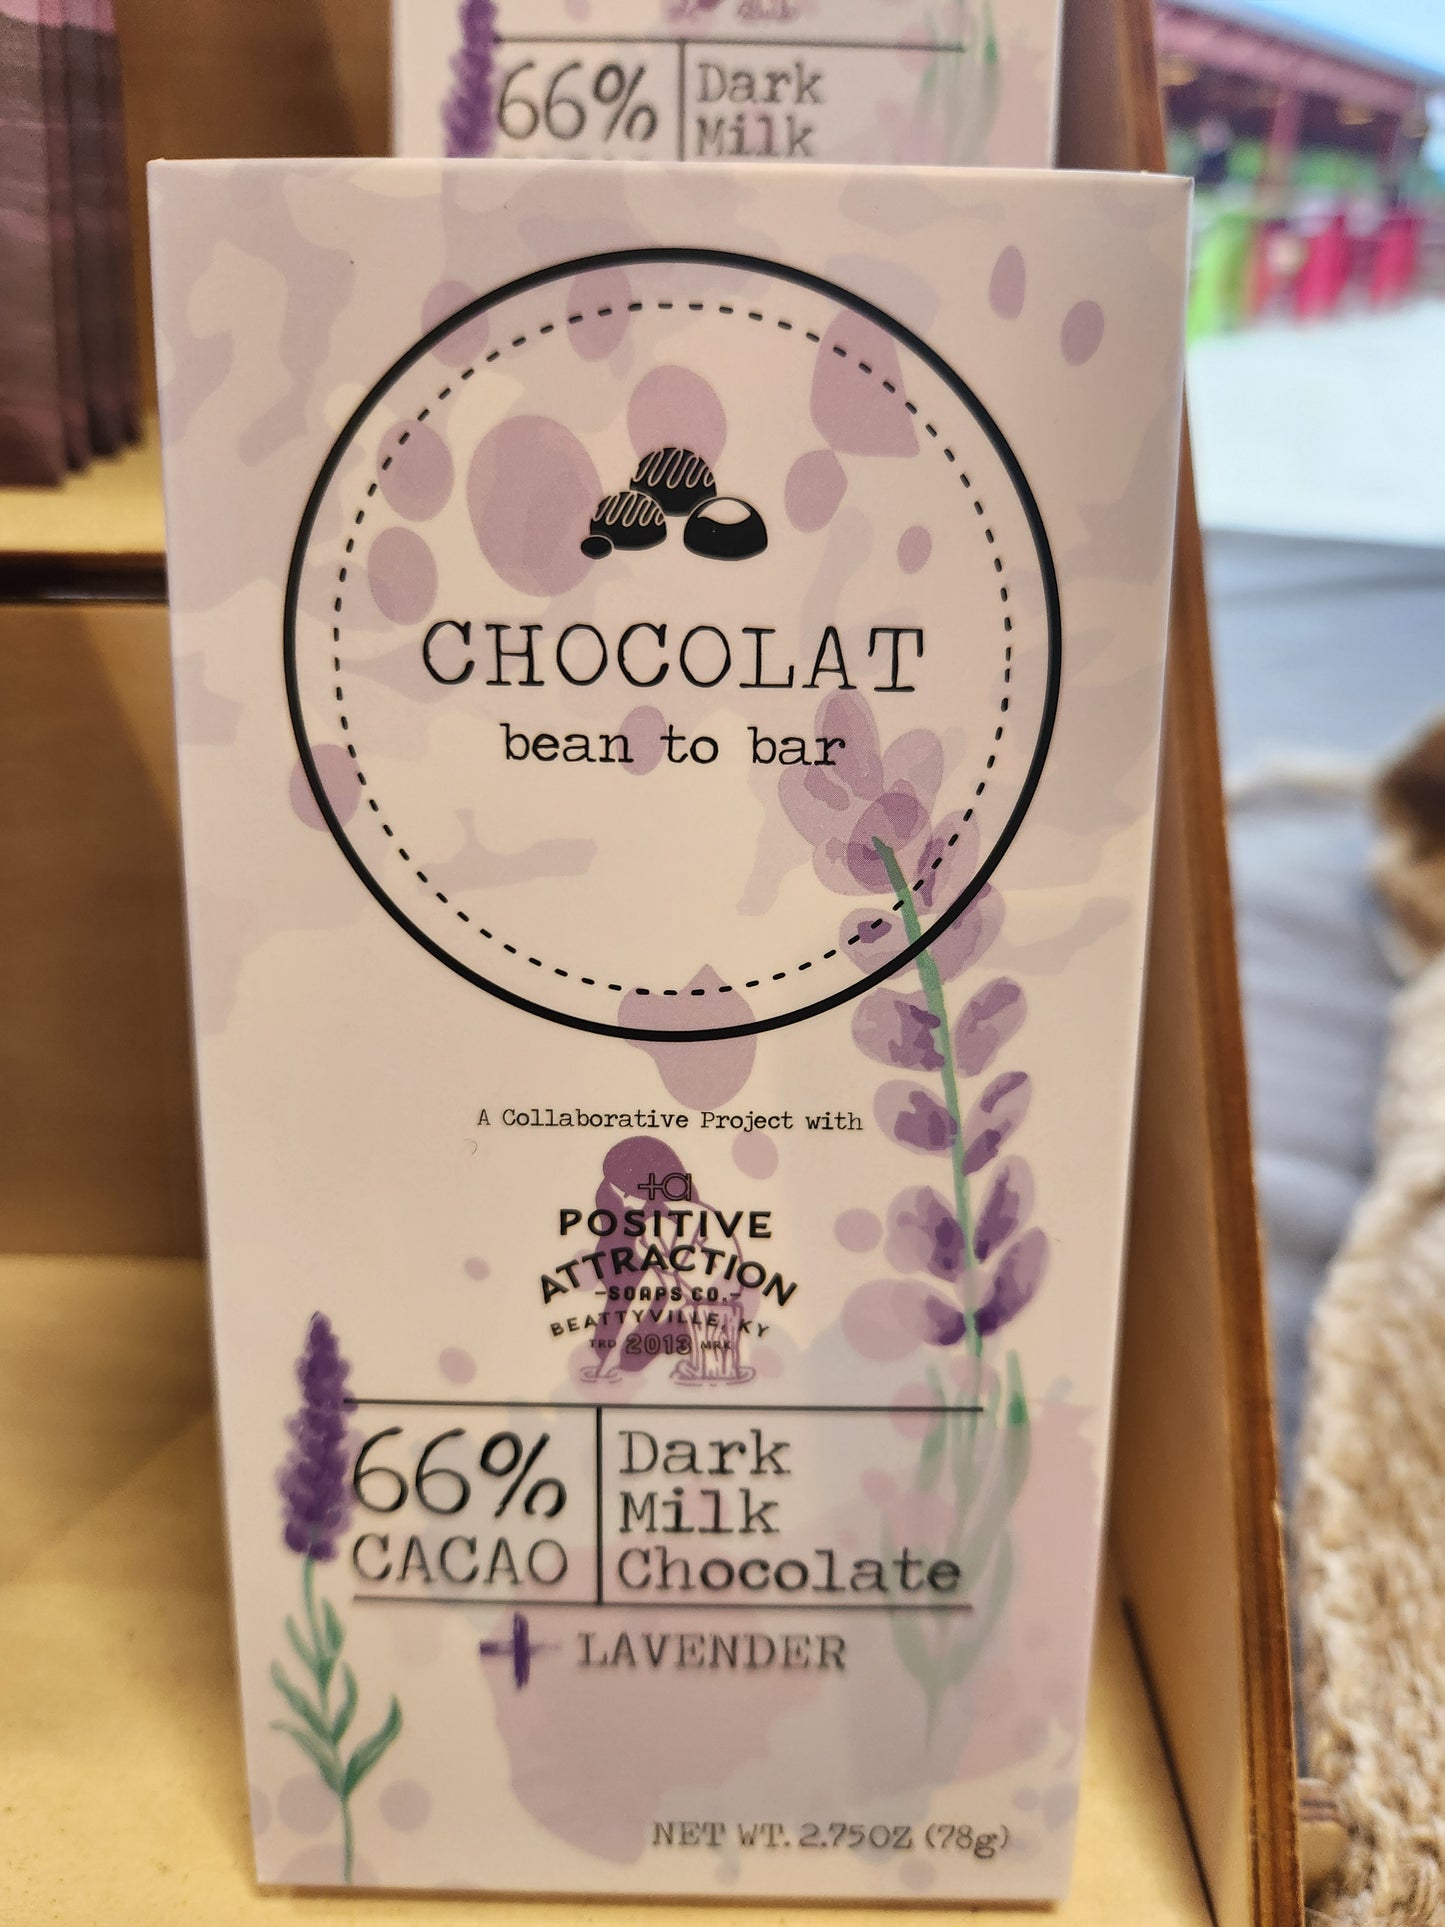 66% Dark
Milk
CHOCOLAT
bean to bar
A Collaborative Project with
+a
POSITIVE
ATTRACTION
-SOAPS CO.-
BEATTYVILLE, KY
TRD 2013 MRK
66% Dark
Milk
CACAO Chocolate
+ LAVENDER
NET WT. 2.75OZ (78g)